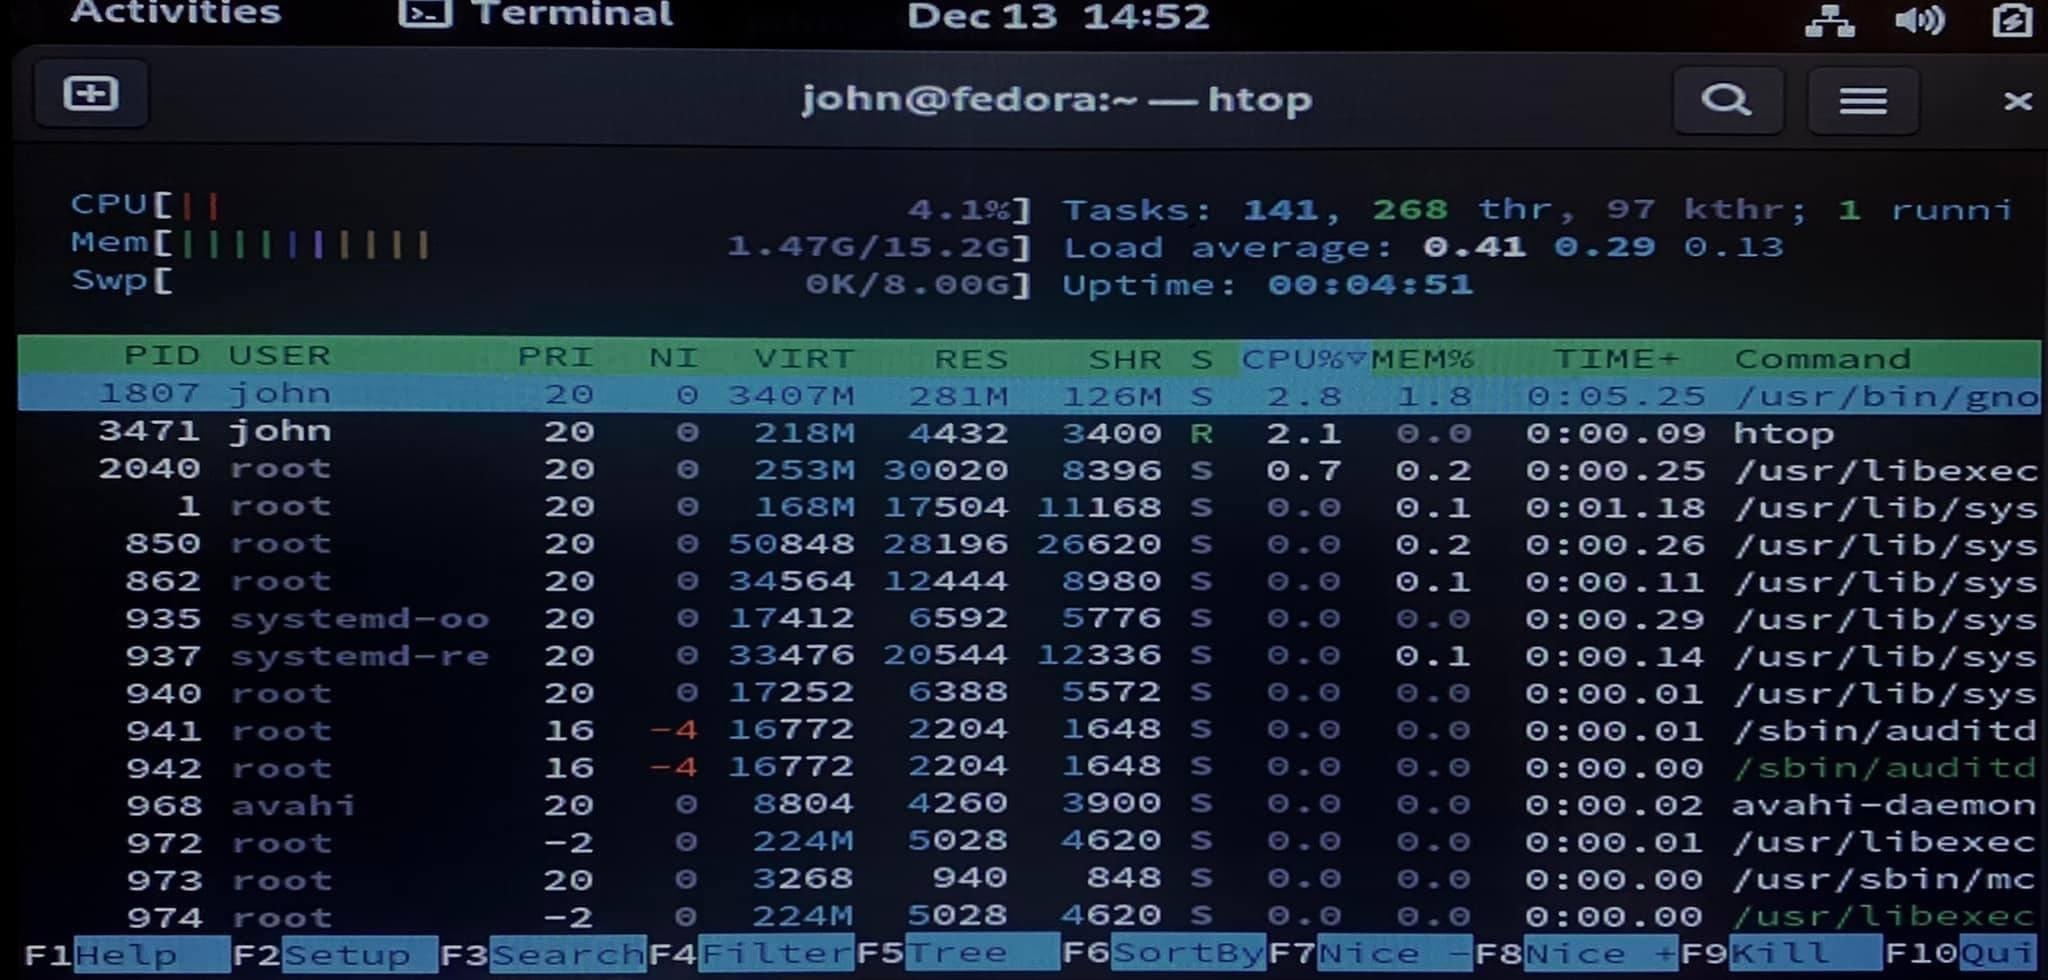 Activities Terminal Dec 13 14:52
john@fedora:~ — htop
CPU[|| 4.1%] Tasks: 141, 268 thr, 97 kthr; 1 runni
Mem[|||||||||| 1.47G/15.2G] Load average: 0.41 0.29 0.13
Swp[ 0K/8.00G] Uptime: 00:04:51
PID USER PRI NI VIRT RES SHR S CPU%▽MEM% TIME+ Command
1807 john 20 0 3407M 281M 126M S 2.8 1.8 0:05.25 /usr/bin/gno
3471 john 20 0 218M 4432 3400 R 2.1 0.0 0:00.09 htop
2040 root 20 0 253M 30020 8396 S 0.7 0.2 0:00.25 /usr/libexec
1 root 20 0 168M 17504 11168 S 0.0 0.1 0:01.18 /usr/lib/sys
850 root 20 0 50848 28196 26620 S 0.0 0.2 0:00.26 /usr/lib/sys
862 root 20 0 34564 12444 8980 S 0.0 0.1 0:00.11 /usr/lib/sys
935 systemd-oo 20 0 17412 6592 5776 S 0.0 0.0 0:00.29 /usr/lib/sys
937 systemd-re 20 0 33476 20544 12336 S 0.0 0.1 0:00.14 /usr/lib/sys
940 root 20 0 17252 6388 5572 S 0.0 0.0 0:00.01 /usr/lib/sys
941 root 16 -4 16772 2204 1648 S 0.0 0.0 0:00.01 /sbin/auditd
942 root 16 -4 16772 2204 1648 S 0.0 0.0 0:00.00 /sbin/auditd
968 avahi 20 0 8804 4260 3900 S 0.0 0.0 0:00.02 avahi-daemon
972 root -2 0 224M 5028 4620 S 0.0 0.0 0:00.01 /usr/libexec
973 root 20 0 3268 940 848 S 0.0 0.0 0:00.00 /usr/sbin/mc
974 root -2 0 224M 5028 4620 S 0.0 0.0 0:00.00 /usr/libexec
F1Help F2Setup F3SearchF4FilterF5Tree F6SortByF7Nice -F8Nice +F9Kill F10Qui